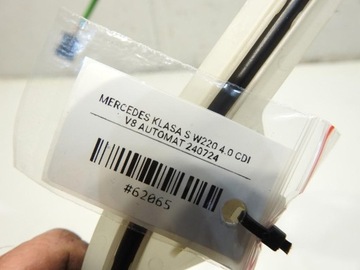 MERCEDES KLASA S W220 4.0 CDI
V8 AUTOMAT 240724
#62065